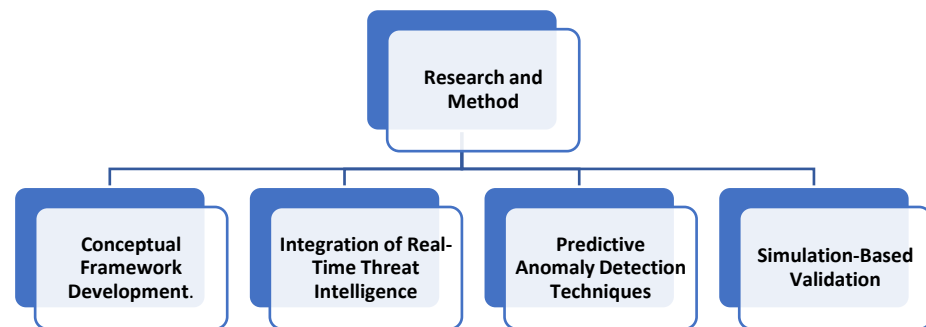 Research and
Method
Conceptual
Framework
Development.
Integration of Real-
Time Threat
Intelligence
Predictive
Anomaly Detection
Techniques
Simulation-Based
Validation